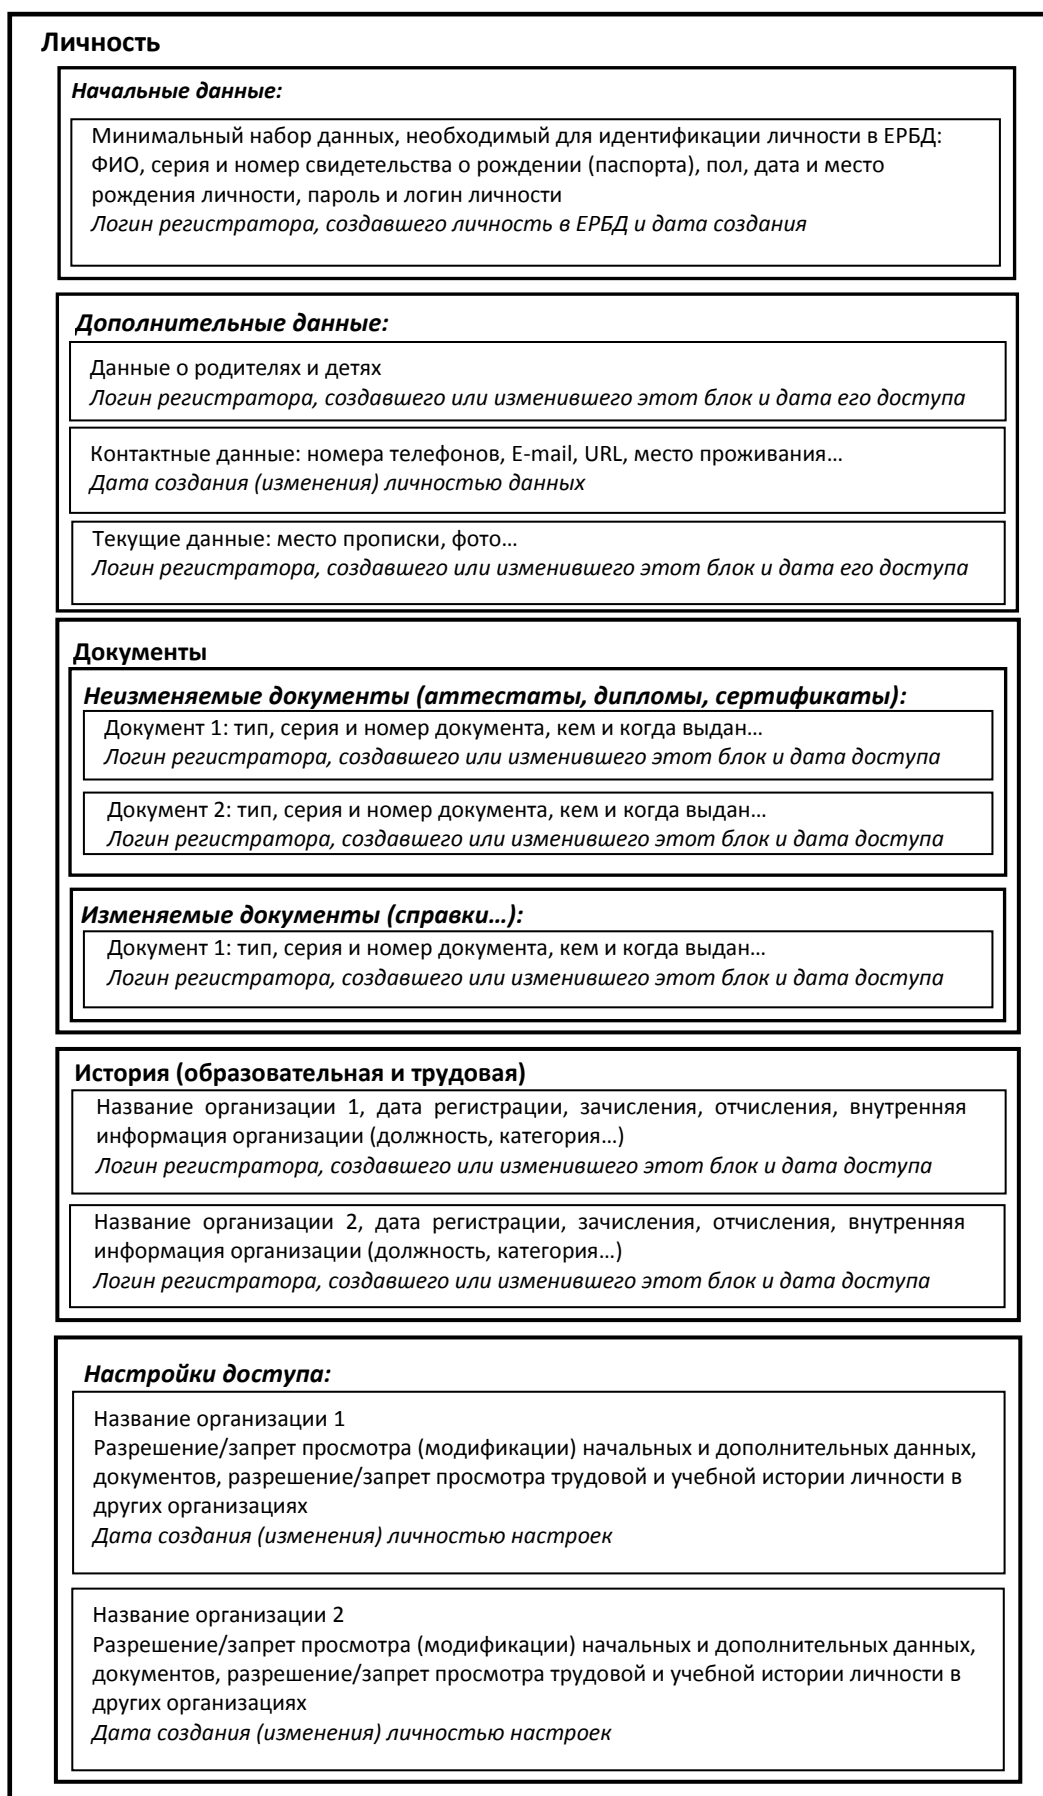 Личность
Начальные данные:
Минимальный набор данных, необходимый для идентификации личности в ЕРБД:
ФИО, серия и номер свидетельства о рождении (паспорта), пол, дата и место
рождения личности, пароль и логин личности
Логин регистратора, создавшего личность в ЕРБД и дата создания
Дополнительные данные:
Данные о родителях и детях
Логин регистратора, создавшего или изменившего этот блок и дата его доступа
Контактные данные: номера телефонов, E-mail, URL, место проживания…
Дата создания (изменения) личностью данных
Текущие данные: место прописки, фото…
Логин регистратора, создавшего или изменившего этот блок и дата его доступа
Документы
Неизменяемые документы (аттестаты, дипломы, сертификаты):
Документ 1: тип, серия и номер документа, кем и когда выдан…
Логин регистратора, создавшего или изменившего этот блок и дата доступа
Документ 2: тип, серия и номер документа, кем и когда выдан…
Логин регистратора, создавшего или изменившего этот блок и дата доступа
Изменяемые документы (справки…):
Документ 1: тип, серия и номер документа, кем и когда выдан…
Логин регистратора, создавшего или изменившего этот блок и дата доступа
История (образовательная и трудовая)
Название организации 1, дата регистрации, зачисления, отчисления, внутренняя
информация организации (должность, категория…)
Логин регистратора, создавшего или изменившего этот блок и дата доступа
Название организации 2, дата регистрации, зачисления, отчисления, внутренняя
информация организации (должность, категория…)
Логин регистратора, создавшего или изменившего этот блок и дата доступа
Настройки доступа:
Название организации 1
Разрешение/запрет просмотра (модификации) начальных и дополнительных данных,
документов, разрешение/запрет просмотра трудовой и учебной истории личности в
других организациях
Дата создания (изменения) личностью настроек
Название организации 2
Разрешение/запрет просмотра (модификации) начальных и дополнительных данных,
документов, разрешение/запрет просмотра трудовой и учебной истории личности в
других организациях
Дата создания (изменения) личностью настроек